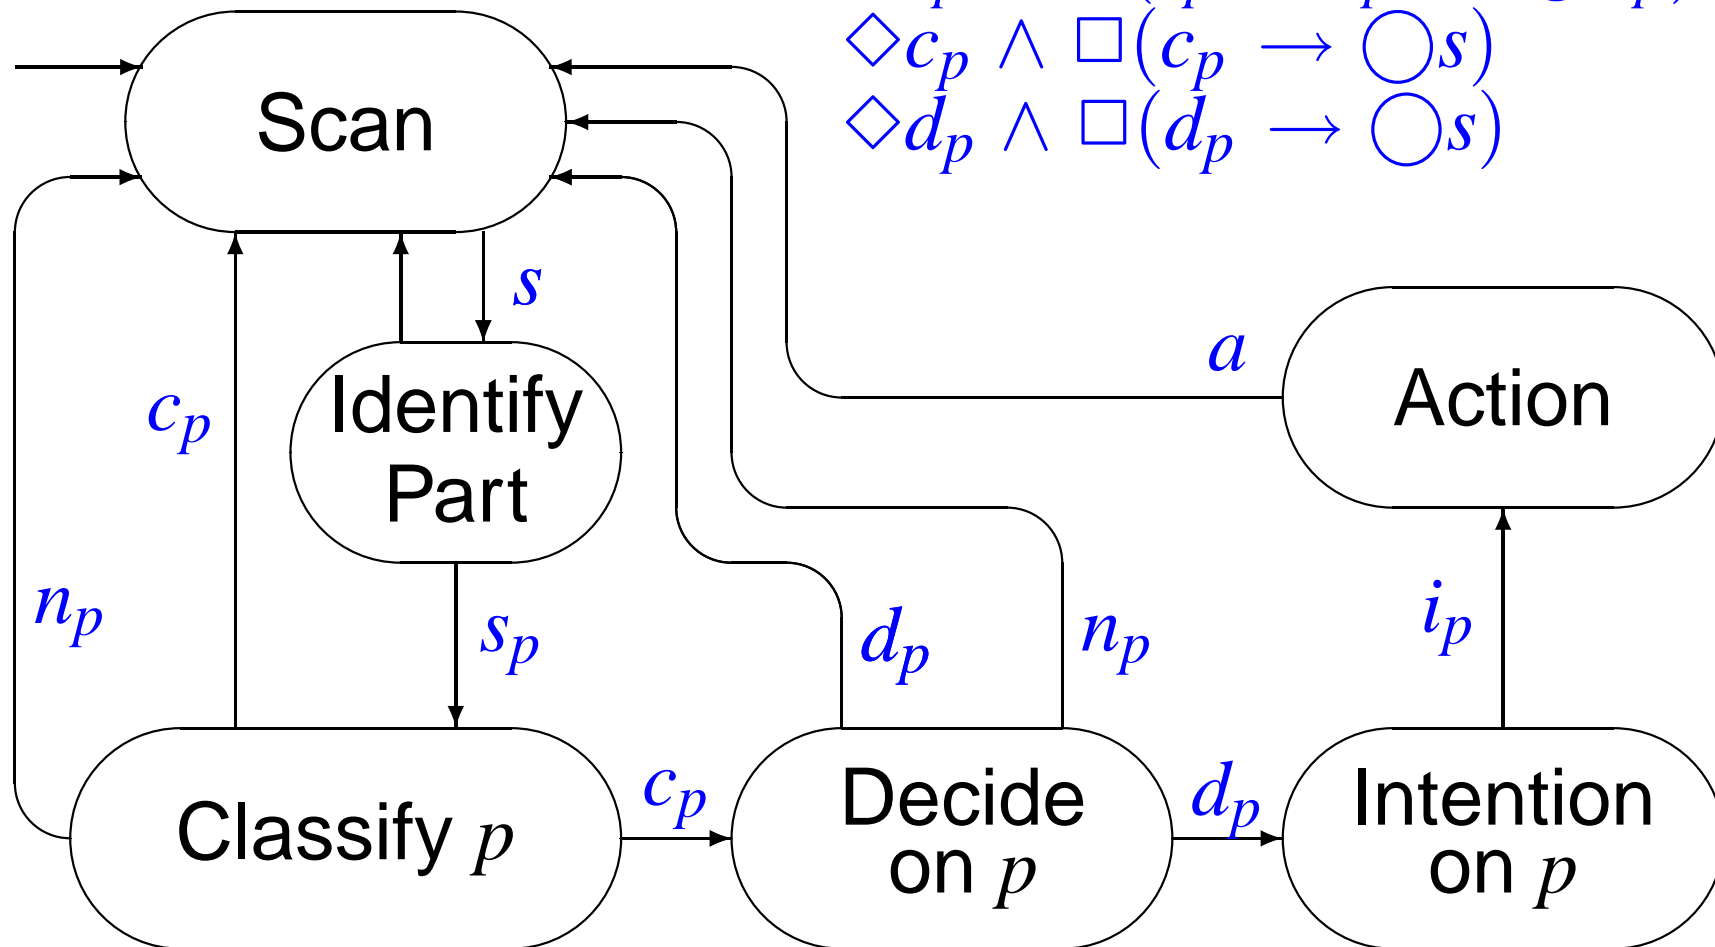 ◇c_p ∧ □(c_p → ◯s)
◇d_p ∧ □(d_p → ◯s)
Scan
s
a
Action
c_p
Identify
Part
n_p
s_p
d_p
n_p
i_p
Classify p
c_p
Decide
on p
d_p
Intention
on p